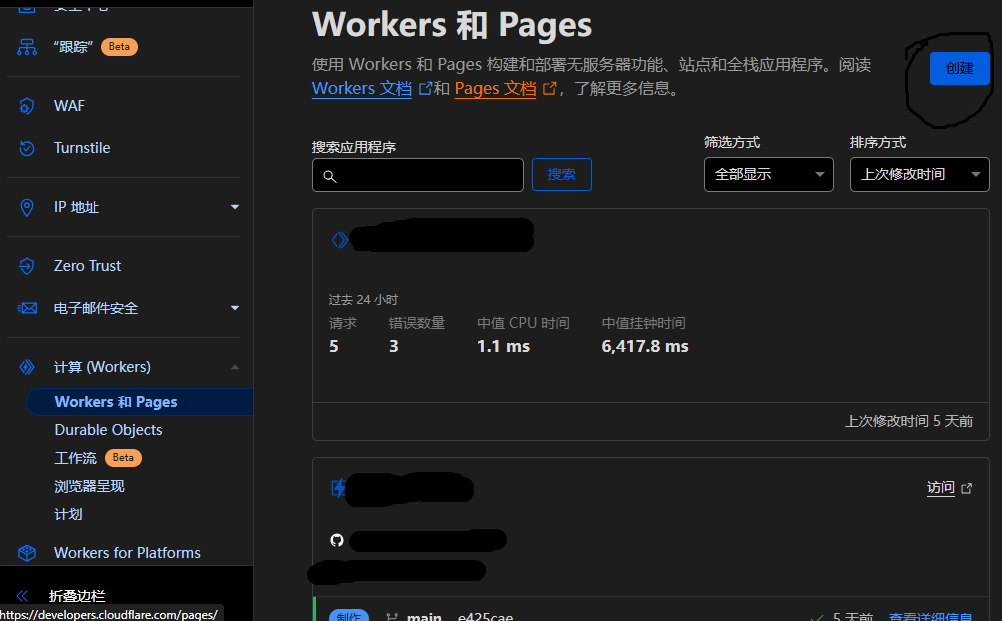 安全中心
“跟踪” Beta
WAF
Turnstile
IP 地址
Zero Trust
电子邮件安全
计算 (Workers)
Workers 和 Pages
Durable Objects
工作流 Beta
浏览器呈现
计划
Workers for Platforms
折叠边栏
https://developers.cloudflare.com/pages/
Workers 和 Pages
使用 Workers 和 Pages 构建和部署无服务器功能、站点和全栈应用程序。阅读
Workers 文档 和 Pages 文档 ，了解更多信息。
创建
搜索应用程序
搜索
筛选方式
全部显示
排序方式
上次修改时间
过去 24 小时
请求 错误数量 中值 CPU 时间 中值挂钟时间
5 3 1.1 ms 6,417.8 ms
上次修改时间 5 天前
访问
制作 main e425cae 5 天前 查看详细信息